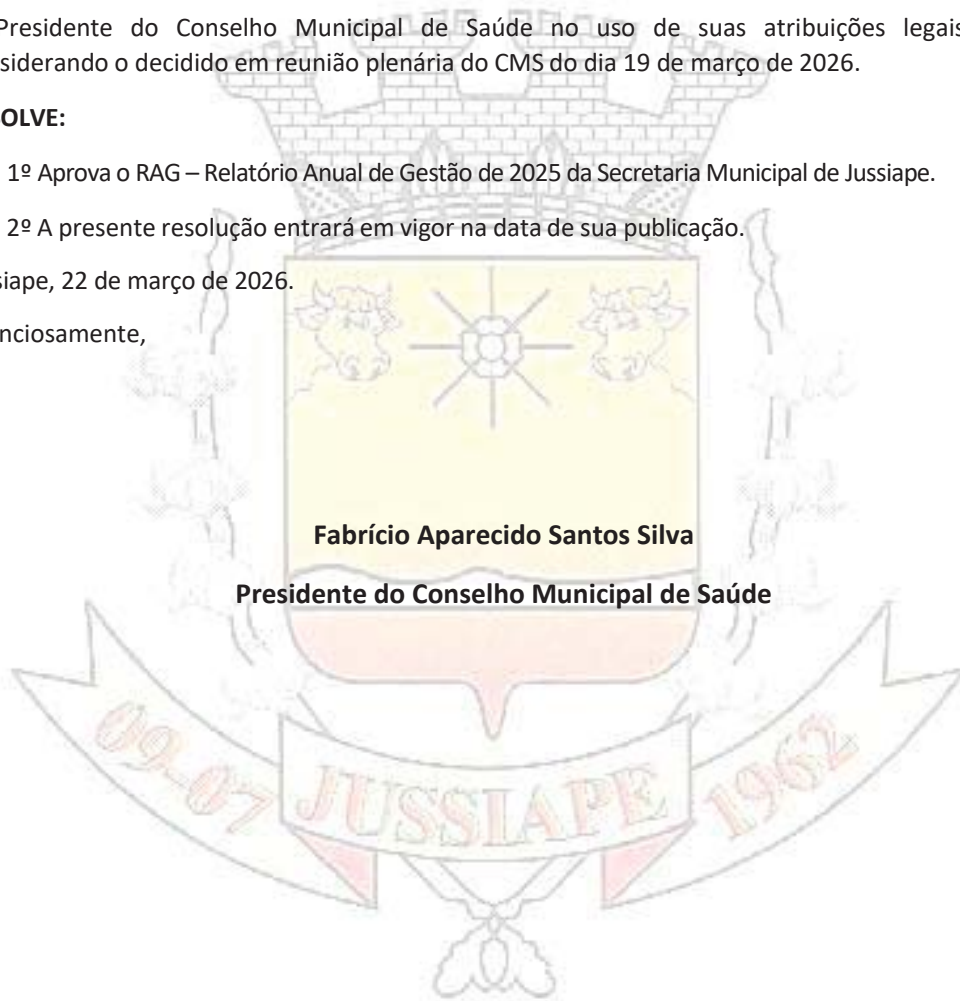 Presidente do Conselho Municipal de Saúde no uso de suas atribuições legais
siderando o decidido em reunião plenária do CMS do dia 19 de março de 2026.
SOLVE:
1º Aprova o RAG – Relatório Anual de Gestão de 2025 da Secretaria Municipal de Jussiape.
2º A presente resolução entrará em vigor na data de sua publicação.
siape, 22 de março de 2026.
nciosamente,
Fabrício Aparecido Santos Silva
Presidente do Conselho Municipal de Saúde
09-07 JUSSIAPE 1962